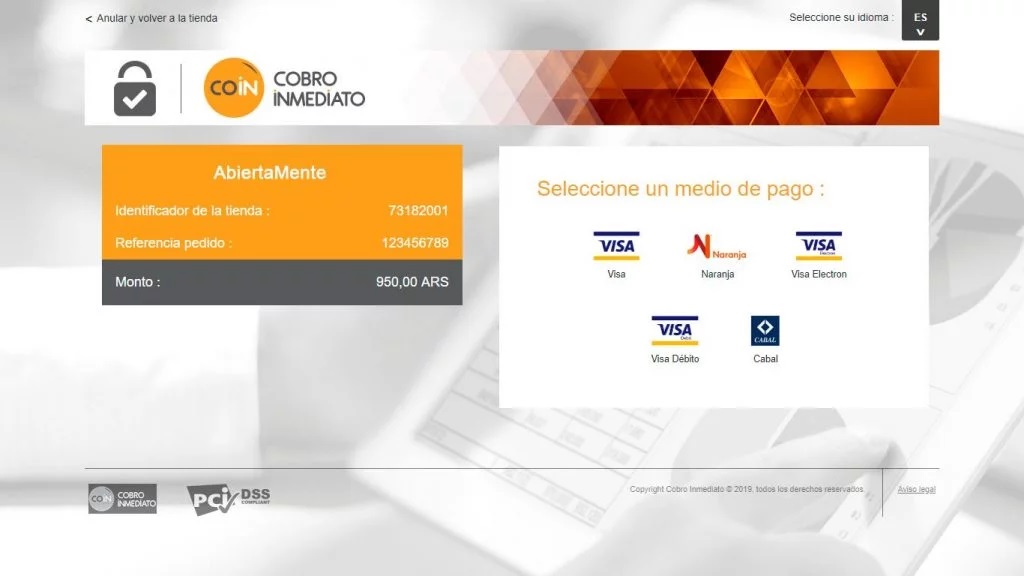 < Anular y volver a la tienda
Seleccione su idioma :
ES
COiN
COBRO
INMEDIATO
AbiertaMente
Identificador de la tienda : 73182001
Referencia pedido : 123456789
Monto : 950,00 ARS
Seleccione un medio de pago :
VISA
Naranja
VISA
Electron
Visa
Naranja
Visa Electron
VISA
Débito
CABAL
Visa Débito
Cabal
COiN
COBRO
INMEDIATO
PCI DSS
COMPLIANT
Copyright Cobro Inmediato © 2019, todos los derechos reservados.
Aviso legal